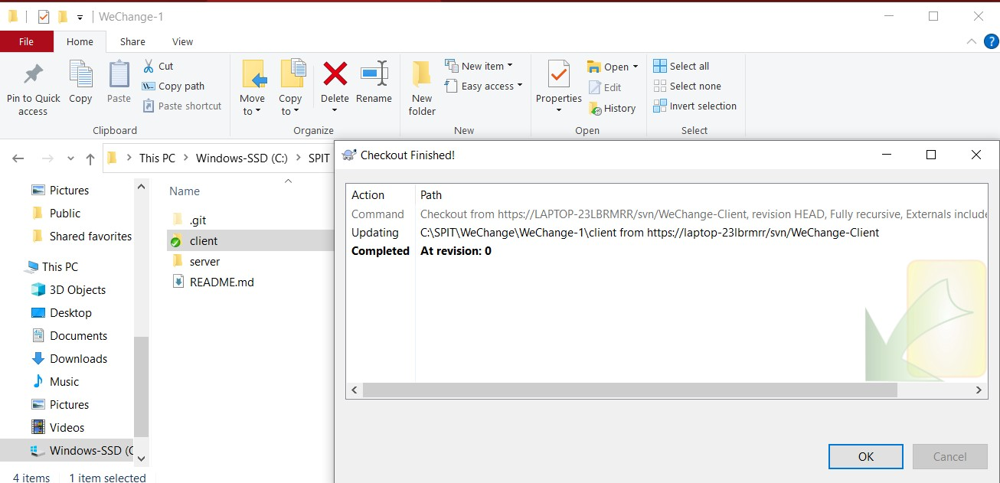 WeChange-1
File Home Share View
Pin to Quick access
Copy
Paste
Cut
Copy path
Paste shortcut
Clipboard
Move to
Copy to
Delete
Rename
Organize
New folder
New item
Easy access
New
Properties
Open
Edit
History
Open
Select all
Select none
Invert selection
Select
This PC > Windows-SSD (C:) > SPIT
Pictures
Public
Shared favorites
This PC
3D Objects
Desktop
Documents
Downloads
Music
Pictures
Videos
Windows-SSD (C
Name
.git
client
server
README.md
4 items 1 item selected
Checkout Finished!
Action Path
Command Checkout from https://LAPTOP-23LBRMRR/svn/WeChange-Client, revision HEAD, Fully recursive, Externals include
Updating C:\SPIT\WeChange\WeChange-1\client from https://laptop-23lbrmrr/svn/WeChange-Client
Completed At revision: 0
OK Cancel